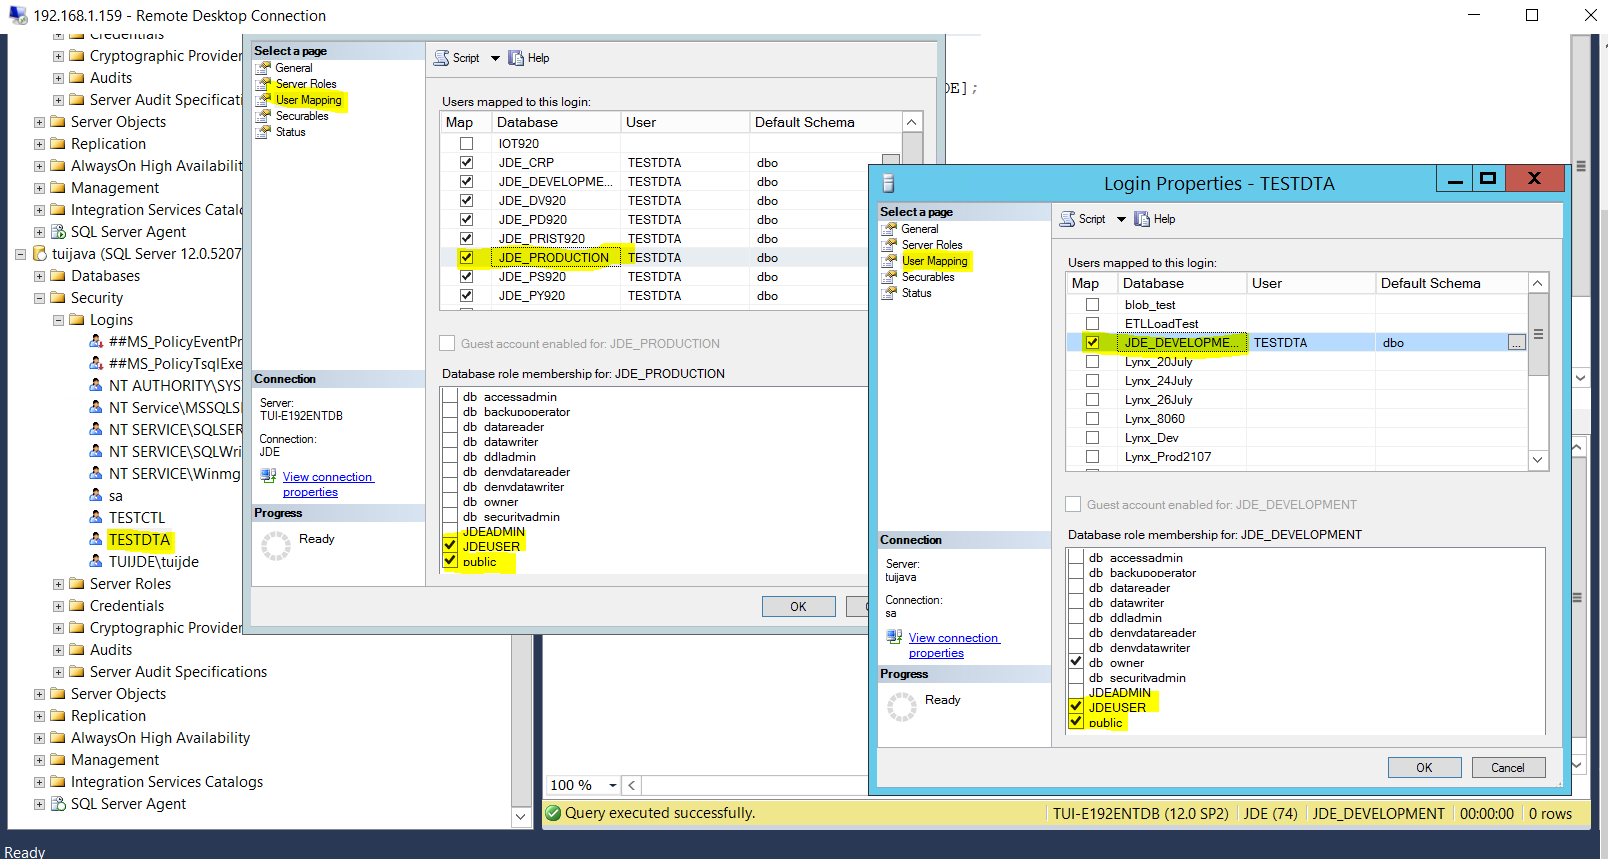 192.168.1.159 - Remote Desktop Connection
Credentials
Cryptographic Provider
Audits
Server Audit Specificati
Server Objects
Replication
AlwaysOn High Availabilit
Management
Integration Services Catalo
SQL Server Agent
tuijava (SQL Server 12.0.5207
Databases
Security
Logins
##MS_PolicyEventPr
##MS_PolicyTsqlExe
NT AUTHORITY\SYS
NT Service\MSSQLS
NT SERVICE\SQLSER
NT SERVICE\SQLWri
NT SERVICE\Winmg
sa
TESTCTL
TESTDTA
TUIJDE\tuijde
Server Roles
Credentials
Cryptographic Provider
Audits
Server Audit Specifications
Server Objects
Replication
AlwaysOn High Availability
Management
Integration Services Catalogs
SQL Server Agent
Select a page
General
Server Roles
User Mapping
Securables
Status
Connection
Server:
TUI-E192ENTDB
Connection:
JDE
View connection
properties
Progress
Ready
Script Help
Users mapped to this login:
Map Database User Default Schema
IOT920
JDE_CRP TESTDTA dbo
JDE_DEVELOPME... TESTDTA dbo
JDE_DV920 TESTDTA dbo
JDE_PD920 TESTDTA dbo
JDE_PRIST920 TESTDTA dbo
JDE_PRODUCTION TESTDTA dbo
JDE_PS920 TESTDTA dbo
JDE_PY920 TESTDTA dbo
Guest account enabled for: JDE_PRODUCTION
Database role membership for: JDE_PRODUCTION
db_accessadmin
db_backupoperator
db_datareader
db_datawriter
db_ddladmin
db_denydatareader
db_denydatawriter
db_owner
db_securityadmin
JDEADMIN
JDEUSER
public
OK
DE];
Login Properties - TESTDTA
Select a page
General
Server Roles
User Mapping
Securables
Status
Connection
Server:
tuijava
Connection:
sa
View connection
properties
Progress
Ready
Script Help
Users mapped to this login:
Map Database User Default Schema
blob_test
ETLLoadTest
JDE_DEVELOPME... TESTDTA dbo ...
Lynx_20July
Lynx_24July
Lynx_26July
Lynx_8060
Lynx_Dev
Lynx_Prod2107
Guest account enabled for: JDE_DEVELOPMENT
Database role membership for: JDE_DEVELOPMENT
db_accessadmin
db_backupoperator
db_datareader
db_datawriter
db_ddladmin
db_denydatareader
db_denydatawriter
db_owner
db_securityadmin
JDEADMIN
JDEUSER
public
OK Cancel
100 %
Query executed successfully. TUI-E192ENTDB (12.0 SP2) JDE (74) JDE_DEVELOPMENT 00:00:00 0 rows
Ready